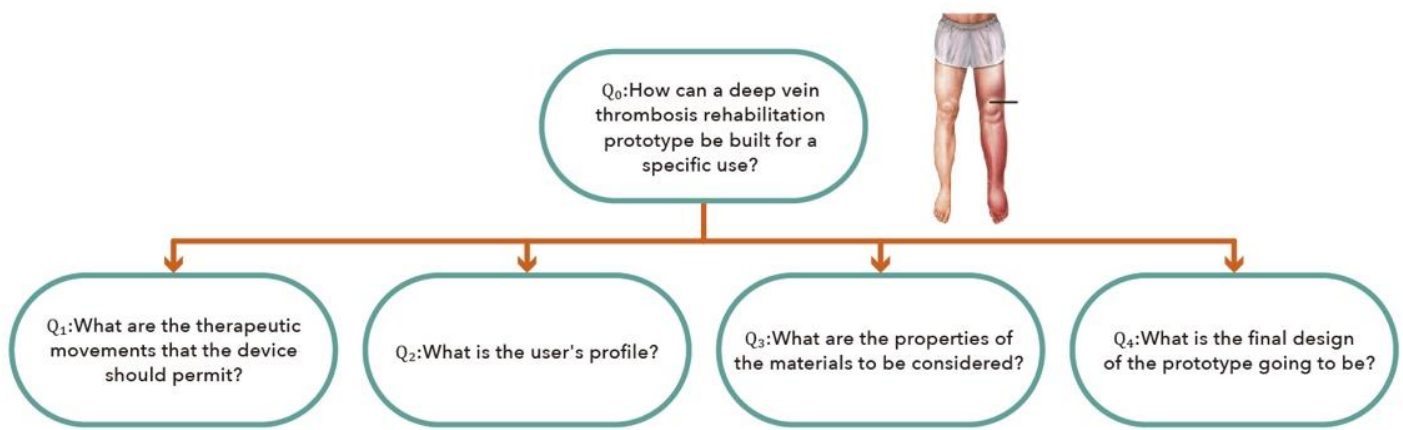 Q₀:How can a deep vein
thrombosis rehabilitation
prototype be built for a
specific use?
Q₁:What are the therapeutic
movements that the device
should permit?
Q₂:What is the user's profile?
Q₃:What are the properties of
the materials to be considered?
Q₄:What is the final design
of the prototype going to be?